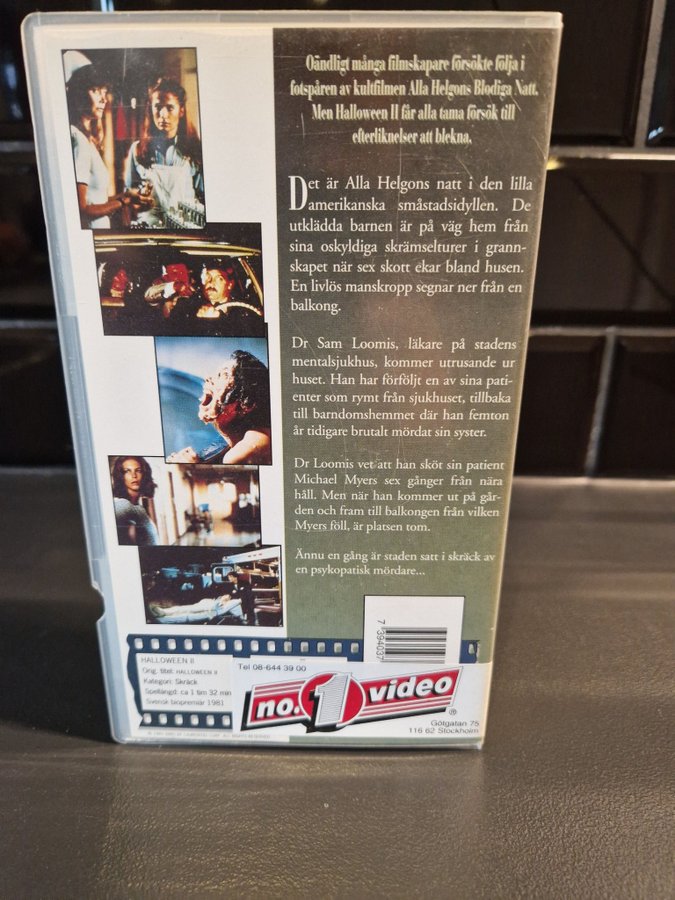 Oändligt många filmskapare försökte följa i
fotspåren av kultfilmen Alla Helgons Blodiga Natt.
Men Halloween II får alla tama försök till
efterliknelser att blekna.
Det är Alla Helgons natt i den lilla
amerikanska småstadsidyllen. De
utklädda barnen är på väg hem från
sina oskyldiga skrämselturer i grann-
skapet när sex skott ekar bland husen.
En livlös manskropp segnar ner från en
balkong.
Dr Sam Loomis, läkare på stadens
mentalsjukhus, kommer utrusande ur
huset. Han har förföljt en av sina pati-
enter som rymt från sjukhuset, tillbaka
till barndomshemmet där han femton
år tidigare brutalt mördat sin syster.
Dr Loomis vet att han sköt sin patient
Michael Myers sex gånger från nära
håll. Men när han kommer ut på går-
den och fram till balkongen från vilken
Myers föll, är platsen tom.
Ännu en gång är staden satt i skräck av
en psykopatisk mördare...
7 394037
HALLOWEEN II
Orig. titel: HALLOWEEN II
Kategori: Skräck
Speltängd: ca 1 tim 32 min
Svensk biopremiär 1981
Tel 08-644 39 00
no. 1 video
®
Götgatan 75
116 62 Stockholm